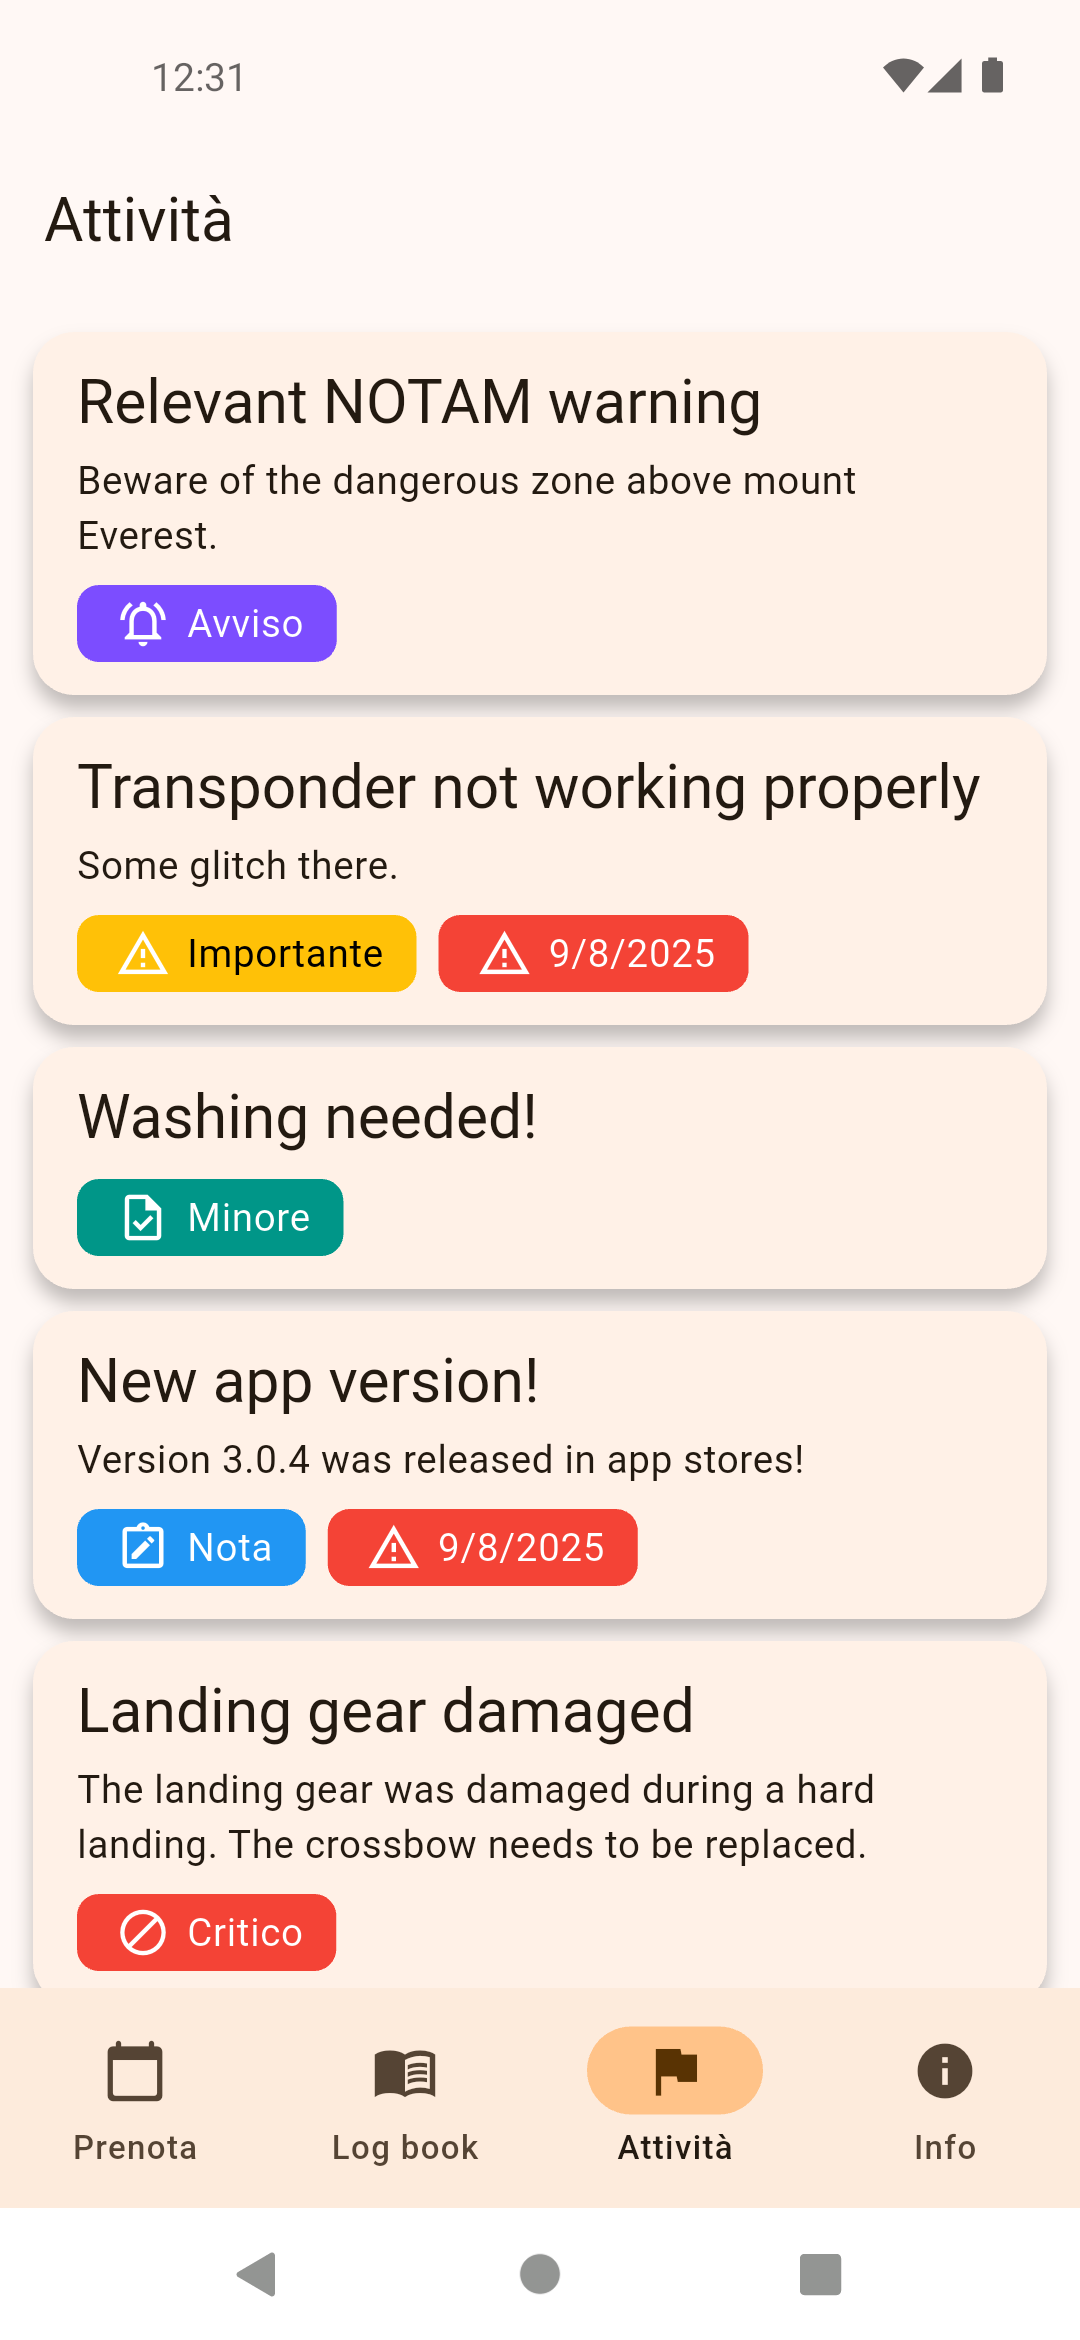 12:31
Attività
Relevant NOTAM warning
Beware of the dangerous zone above mount
Everest.
Avviso
Transponder not working properly
Some glitch there.
Importante 9/8/2025
Washing needed!
Minore
New app version!
Version 3.0.4 was released in app stores!
Nota 9/8/2025
Landing gear damaged
The landing gear was damaged during a hard
landing. The crossbow needs to be replaced.
Critico
Prenota Log book Attività Info